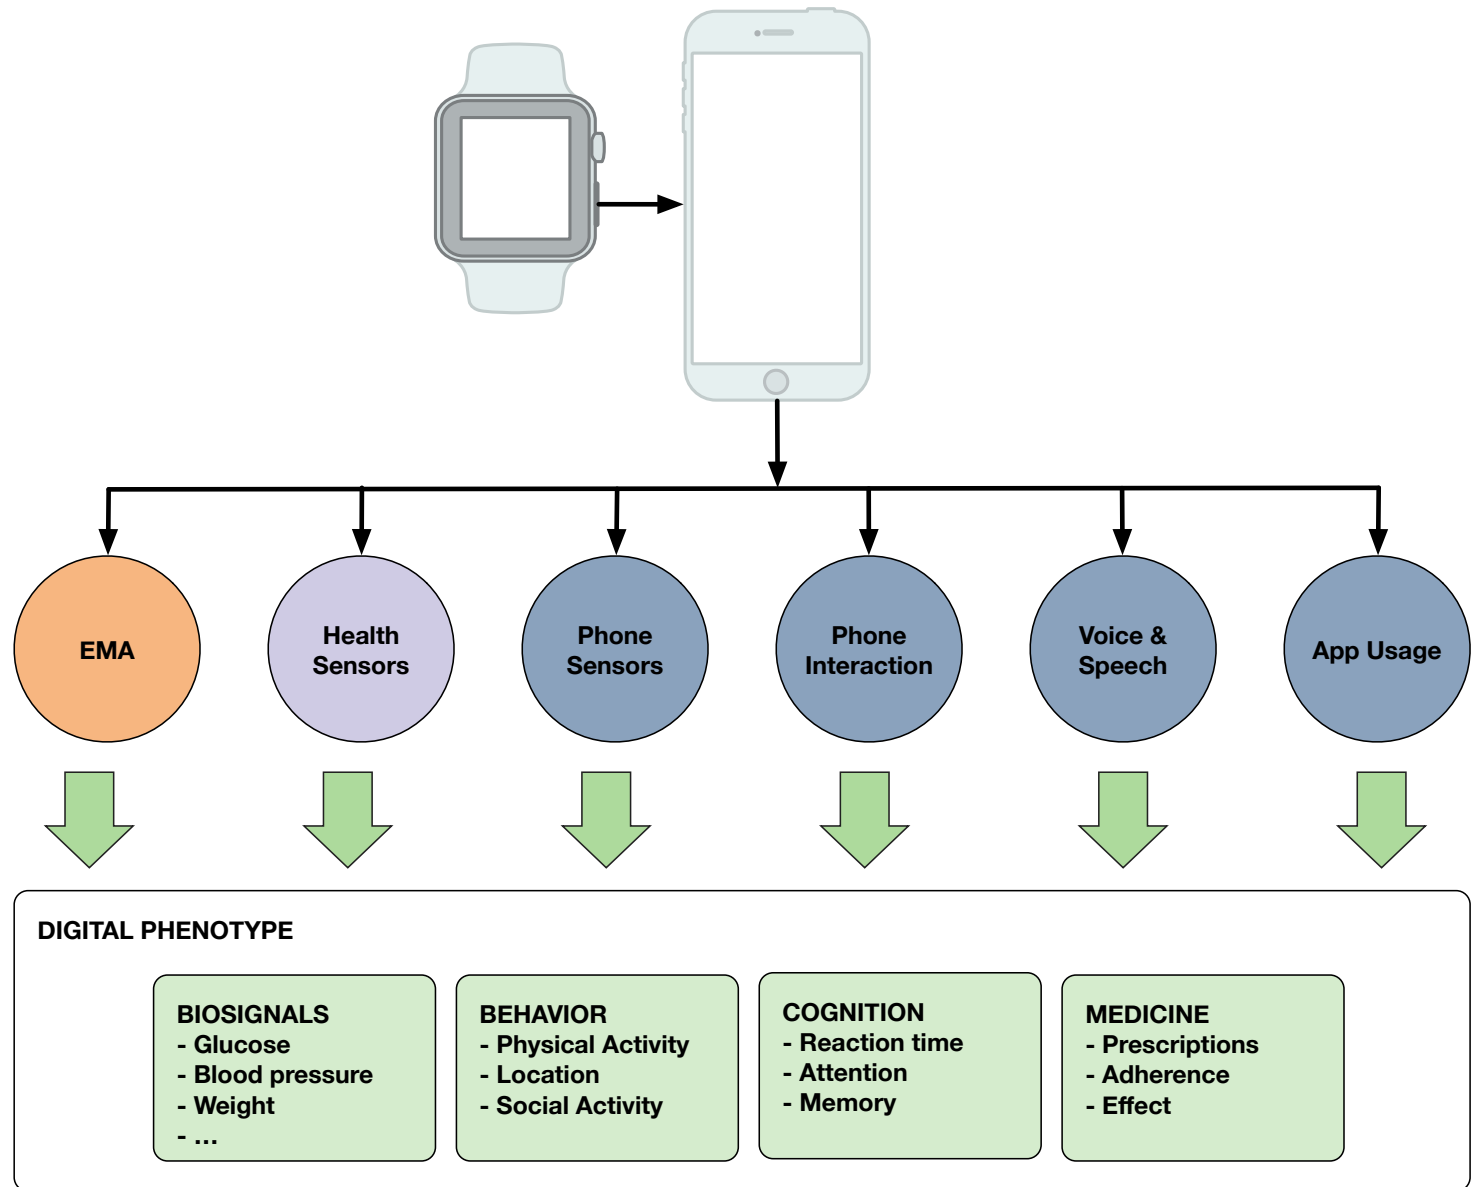 EMA
Health
Sensors
Phone
Sensors
Phone
Interaction
Voice &
Speech
App Usage
DIGITAL PHENOTYPE
BIOSIGNALS
- Glucose
- Blood pressure
- Weight
- ...
BEHAVIOR
- Physical Activity
- Location
- Social Activity
COGNITION
- Reaction time
- Attention
- Memory
MEDICINE
- Prescriptions
- Adherence
- Effect